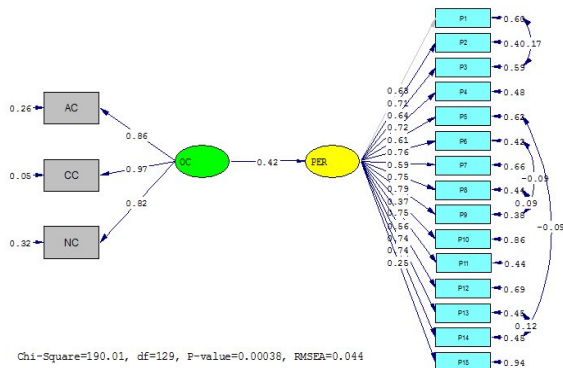 P1 0.60
P2 0.40 0.17
P3 0.59
P4 0.48
P5 0.62
P6 0.42
P7 0.66
-0.09
P8 0.44
0.09
P9 0.38
-0.09
P10 0.86
P11 0.44
P12 0.69
P13 0.45
0.12
P14 0.45
P15 0.94
0.63
0.71
0.64
0.72
0.61
0.76
0.59
0.75
0.79
0.37
0.75
0.56
0.74
0.74
0.25
0.26 AC
0.86
0.05 CC
0.97
OC 0.42 PER
0.82
0.32 NC
Chi-Square=190.01, df=129, P-value=0.00038, RMSEA=0.044